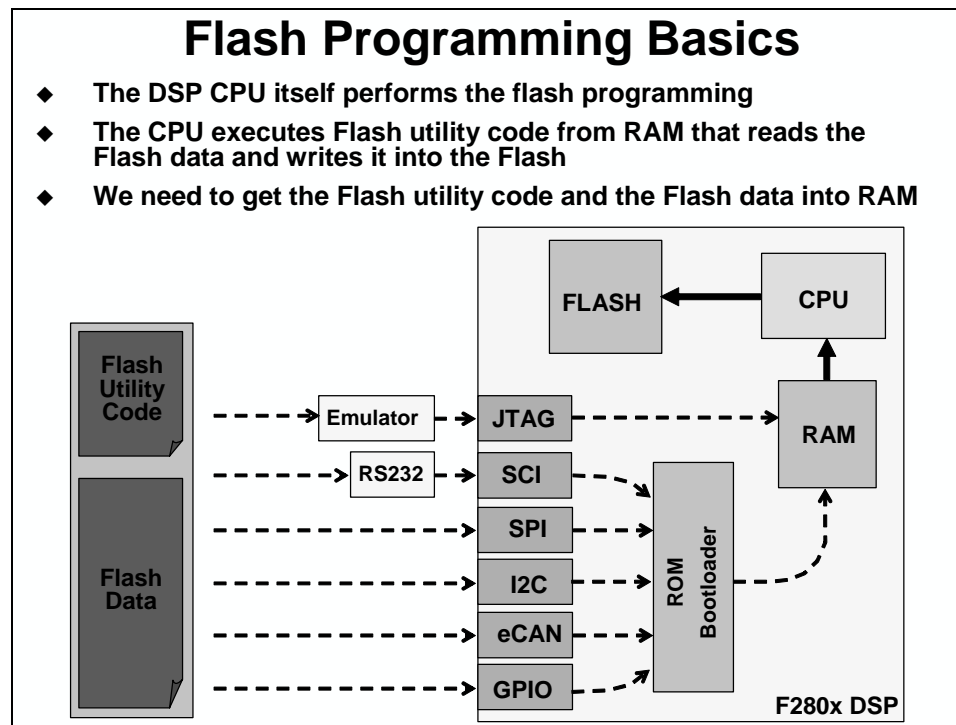 Flash Programming Basics
◆ The DSP CPU itself performs the flash programming
◆ The CPU executes Flash utility code from RAM that reads the
Flash data and writes it into the Flash
◆ We need to get the Flash utility code and the Flash data into RAM
FLASH
CPU
Flash
Utility
Code
Emulator
JTAG
RAM
RS232
SCI
SPI
Flash
Data
I2C
ROM
Bootloader
eCAN
GPIO
F280x DSP